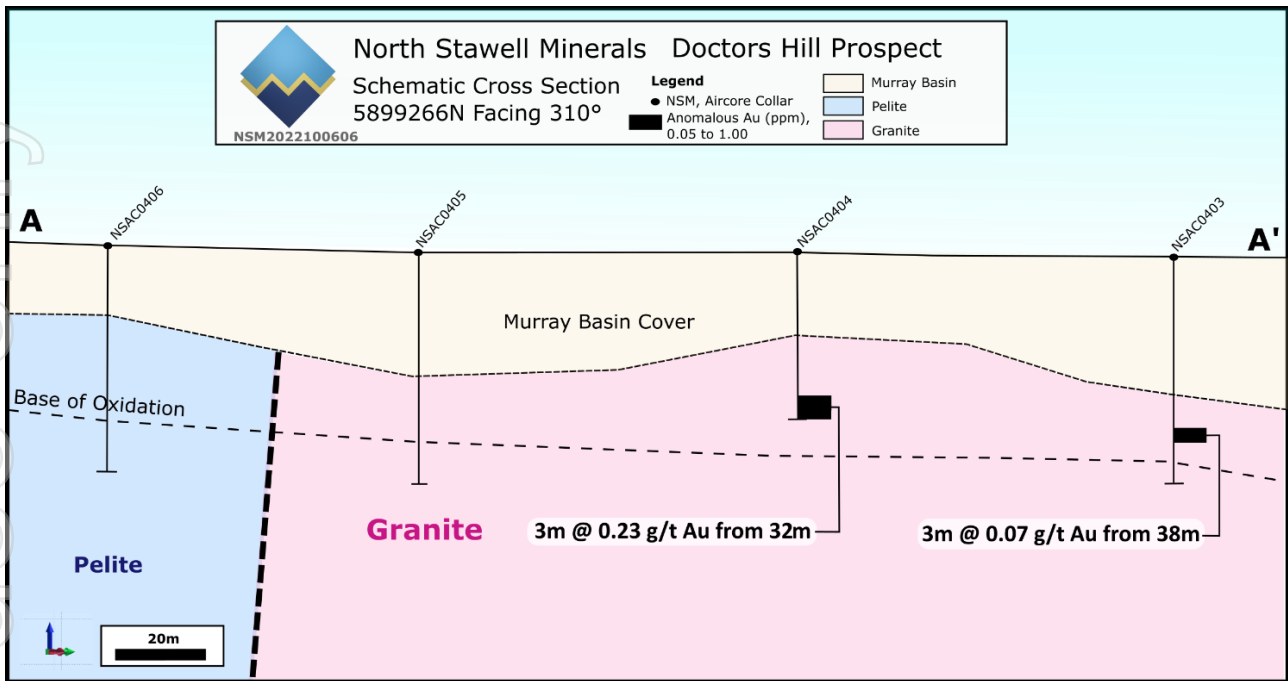 North Stawell Minerals Doctors Hill Prospect
Schematic Cross Section
5899266N Facing 310°
NSM2022100606
Legend
NSM, Aircore Collar
Anomalous Au (ppm),
0.05 to 1.00
Murray Basin
Pelite
Granite
A
NSAC0406
NSAC0405
NSAC0404
NSAC0403
A'
Murray Basin Cover
Base of Oxidation
Granite
3m @ 0.23 g/t Au from 32m
3m @ 0.07 g/t Au from 38m
Pelite
20m